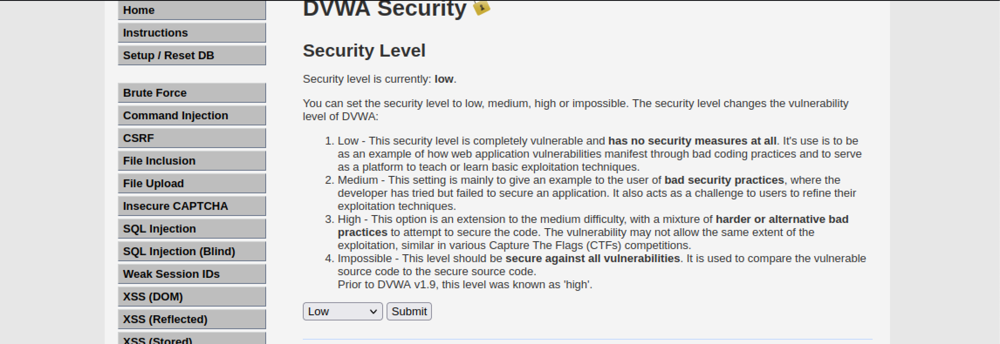 Home
Instructions
Setup / Reset DB
Brute Force
Command Injection
CSRF
File Inclusion
File Upload
Insecure CAPTCHA
SQL Injection
SQL Injection (Blind)
Weak Session IDs
XSS (DOM)
XSS (Reflected)
XSS (Stored)
DVWA Security
Security Level
Security level is currently: low.
You can set the security level to low, medium, high or impossible. The security level changes the vulnerability
level of DVWA:
1. Low - This security level is completely vulnerable and has no security measures at all. It's use is to be
as an example of how web application vulnerabilities manifest through bad coding practices and to serve
as a platform to teach or learn basic exploitation techniques.
2. Medium - This setting is mainly to give an example to the user of bad security practices, where the
developer has tried but failed to secure an application. It also acts as a challenge to users to refine their
exploitation techniques.
3. High - This option is an extension to the medium difficulty, with a mixture of harder or alternative bad
practices to attempt to secure the code. The vulnerability may not allow the same extent of the
exploitation, similar in various Capture The Flags (CTFs) competitions.
4. Impossible - This level should be secure against all vulnerabilities. It is used to compare the vulnerable
source code to the secure source code.
Prior to DVWA v1.9, this level was known as 'high'.
Low
Submit